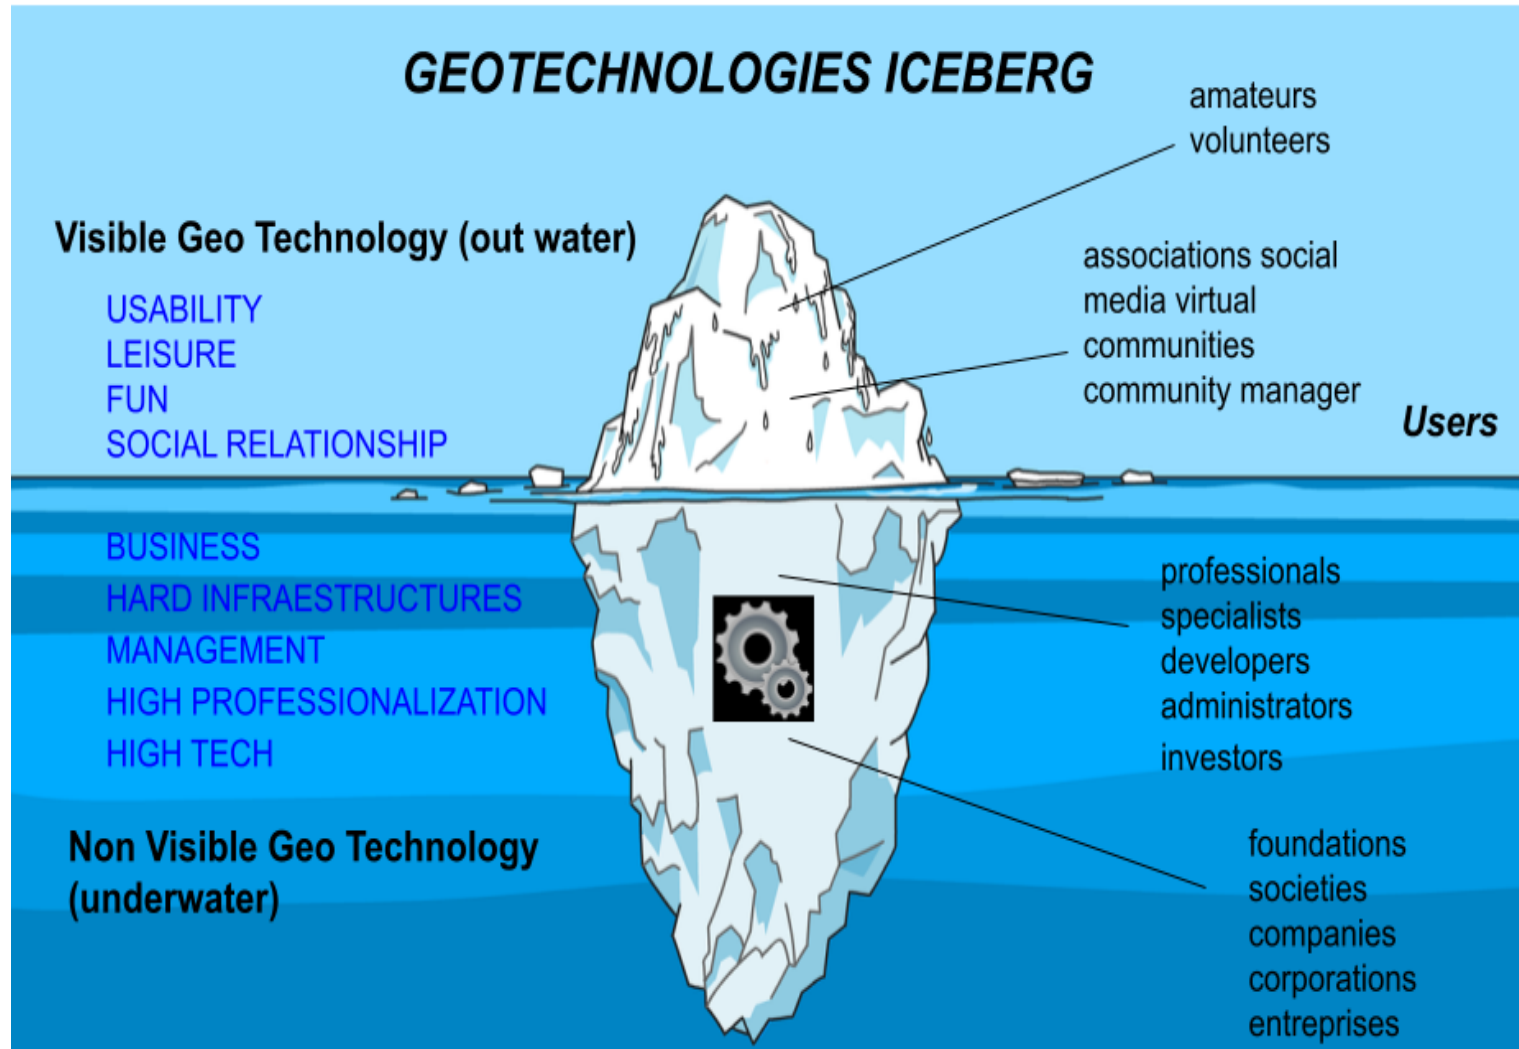 GEOTECHNOLOGIES ICEBERG
amateurs
volunteers
Visible Geo Technology (out water)
USABILITY
LEISURE
FUN
SOCIAL RELATIONSHIP
associations social
media virtual
communities
community manager
Users
BUSINESS
HARD INFRAESTRUCTURES
MANAGEMENT
HIGH PROFESSIONALIZATION
HIGH TECH
professionals
specialists
developers
administrators
investors
Non Visible Geo Technology
(underwater)
foundations
societies
companies
corporations
entreprises